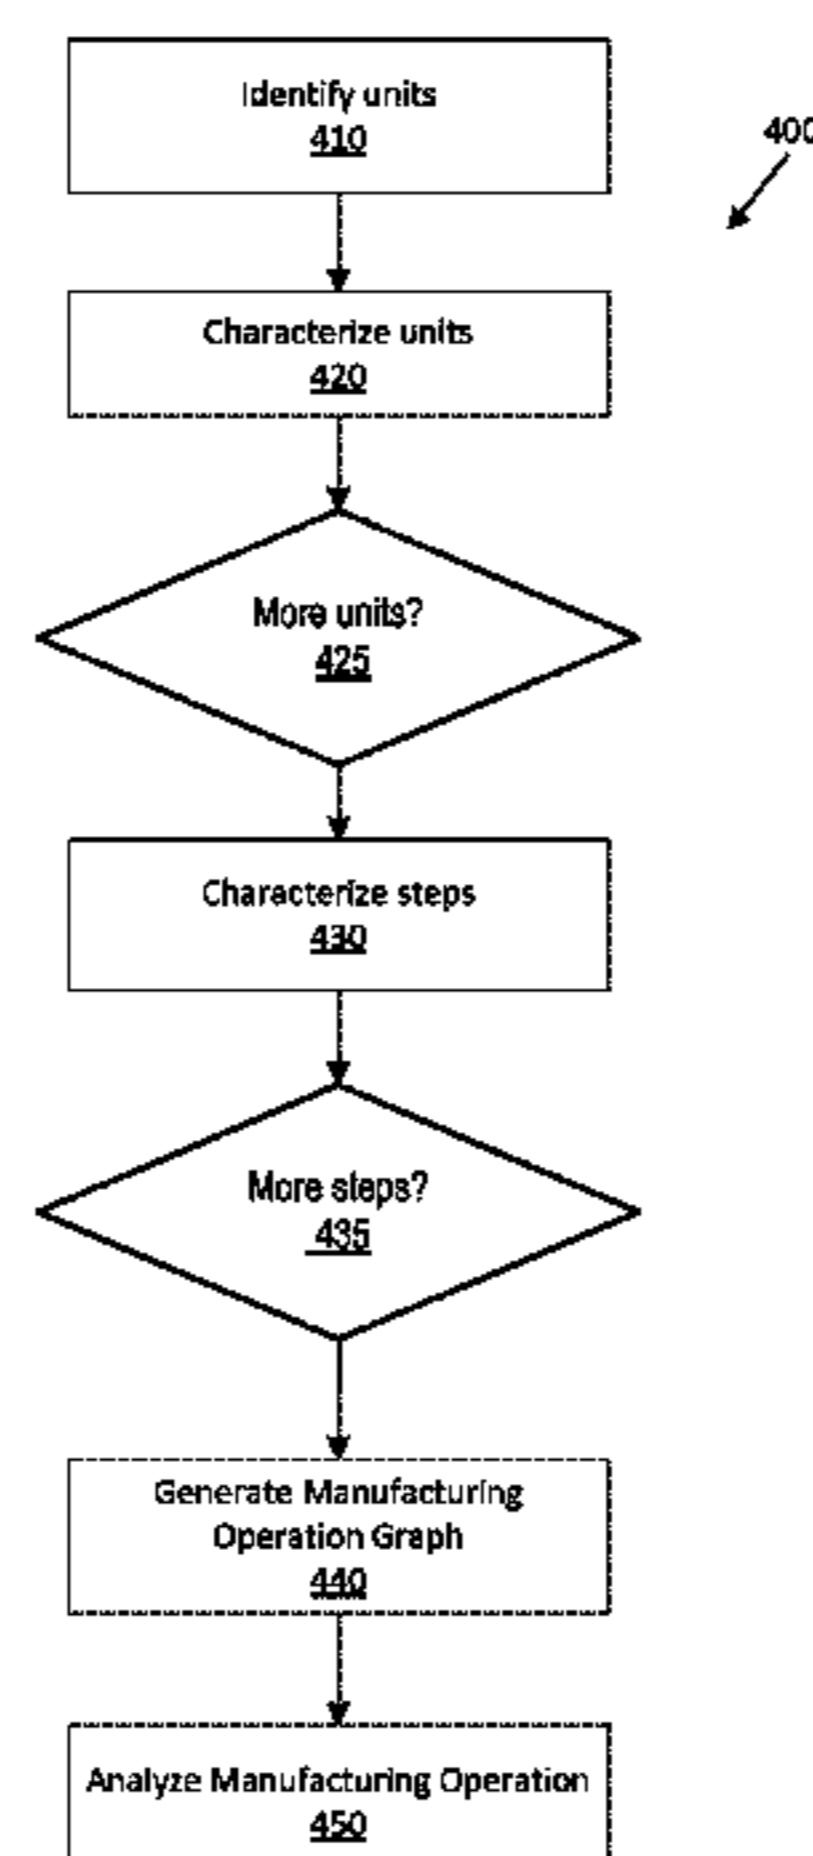 Identify units
410
400
Characterize units
420
More units?
425
Characterize steps
430
More steps?
435
Generate Manufacturing
Operation Graph
440
Analyze Manufacturing Operation
450